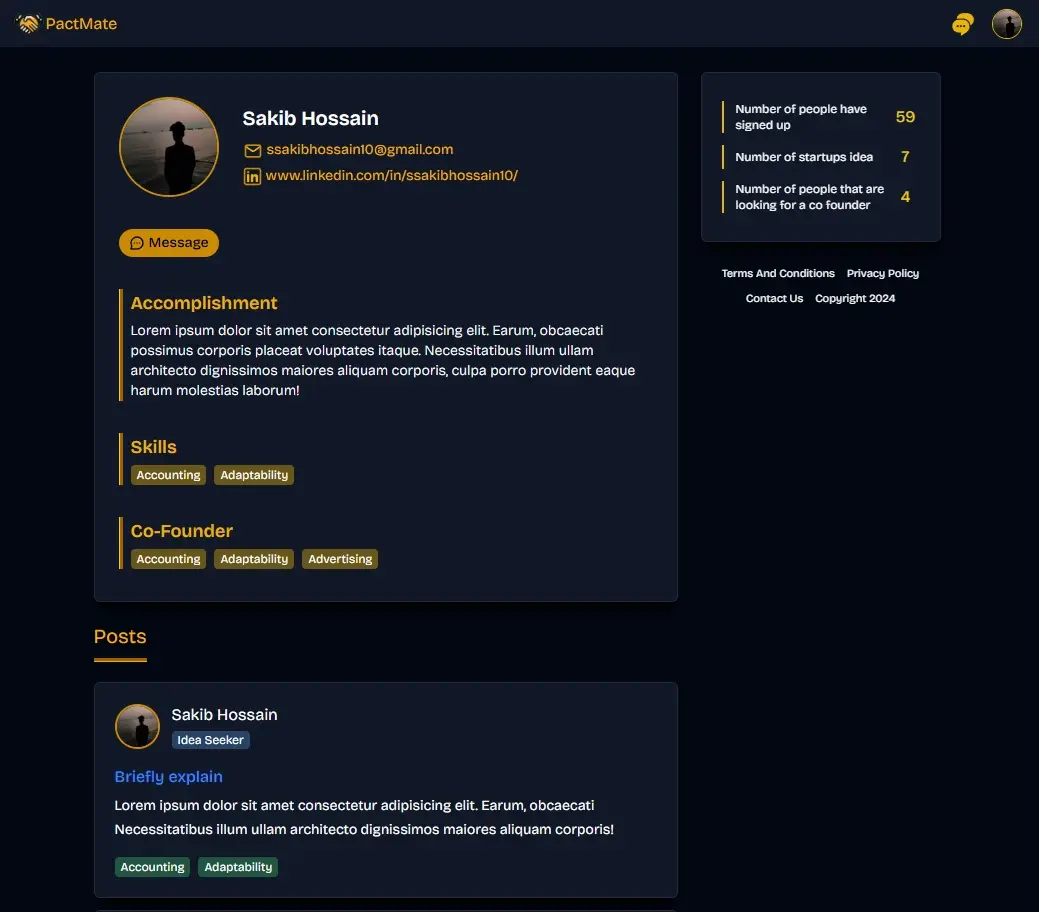 PactMate
Sakib Hossain
ssakibhossain10@gmail.com
www.linkedin.com/in/ssakibhossain10/
Message
Accomplishment
Lorem ipsum dolor sit amet consectetur adipisicing elit. Earum, obcaecati
possimus corporis placeat voluptates itaque. Necessitatibus illum ullam
architecto dignissimos maiores aliquam corporis, culpa porro provident eaque
harum molestias laborum!
Skills
Accounting Adaptability
Co-Founder
Accounting Adaptability Advertising
Posts
Sakib Hossain
Idea Seeker
Briefly explain
Lorem ipsum dolor sit amet consectetur adipisicing elit. Earum, obcaecati
Necessitatibus illum ullam architecto dignissimos maiores aliquam corporis!
Accounting Adaptability
Number of people have
signed up 59
Number of startups idea 7
Number of people that are
looking for a co founder 4
Terms And Conditions Privacy Policy
Contact Us Copyright 2024